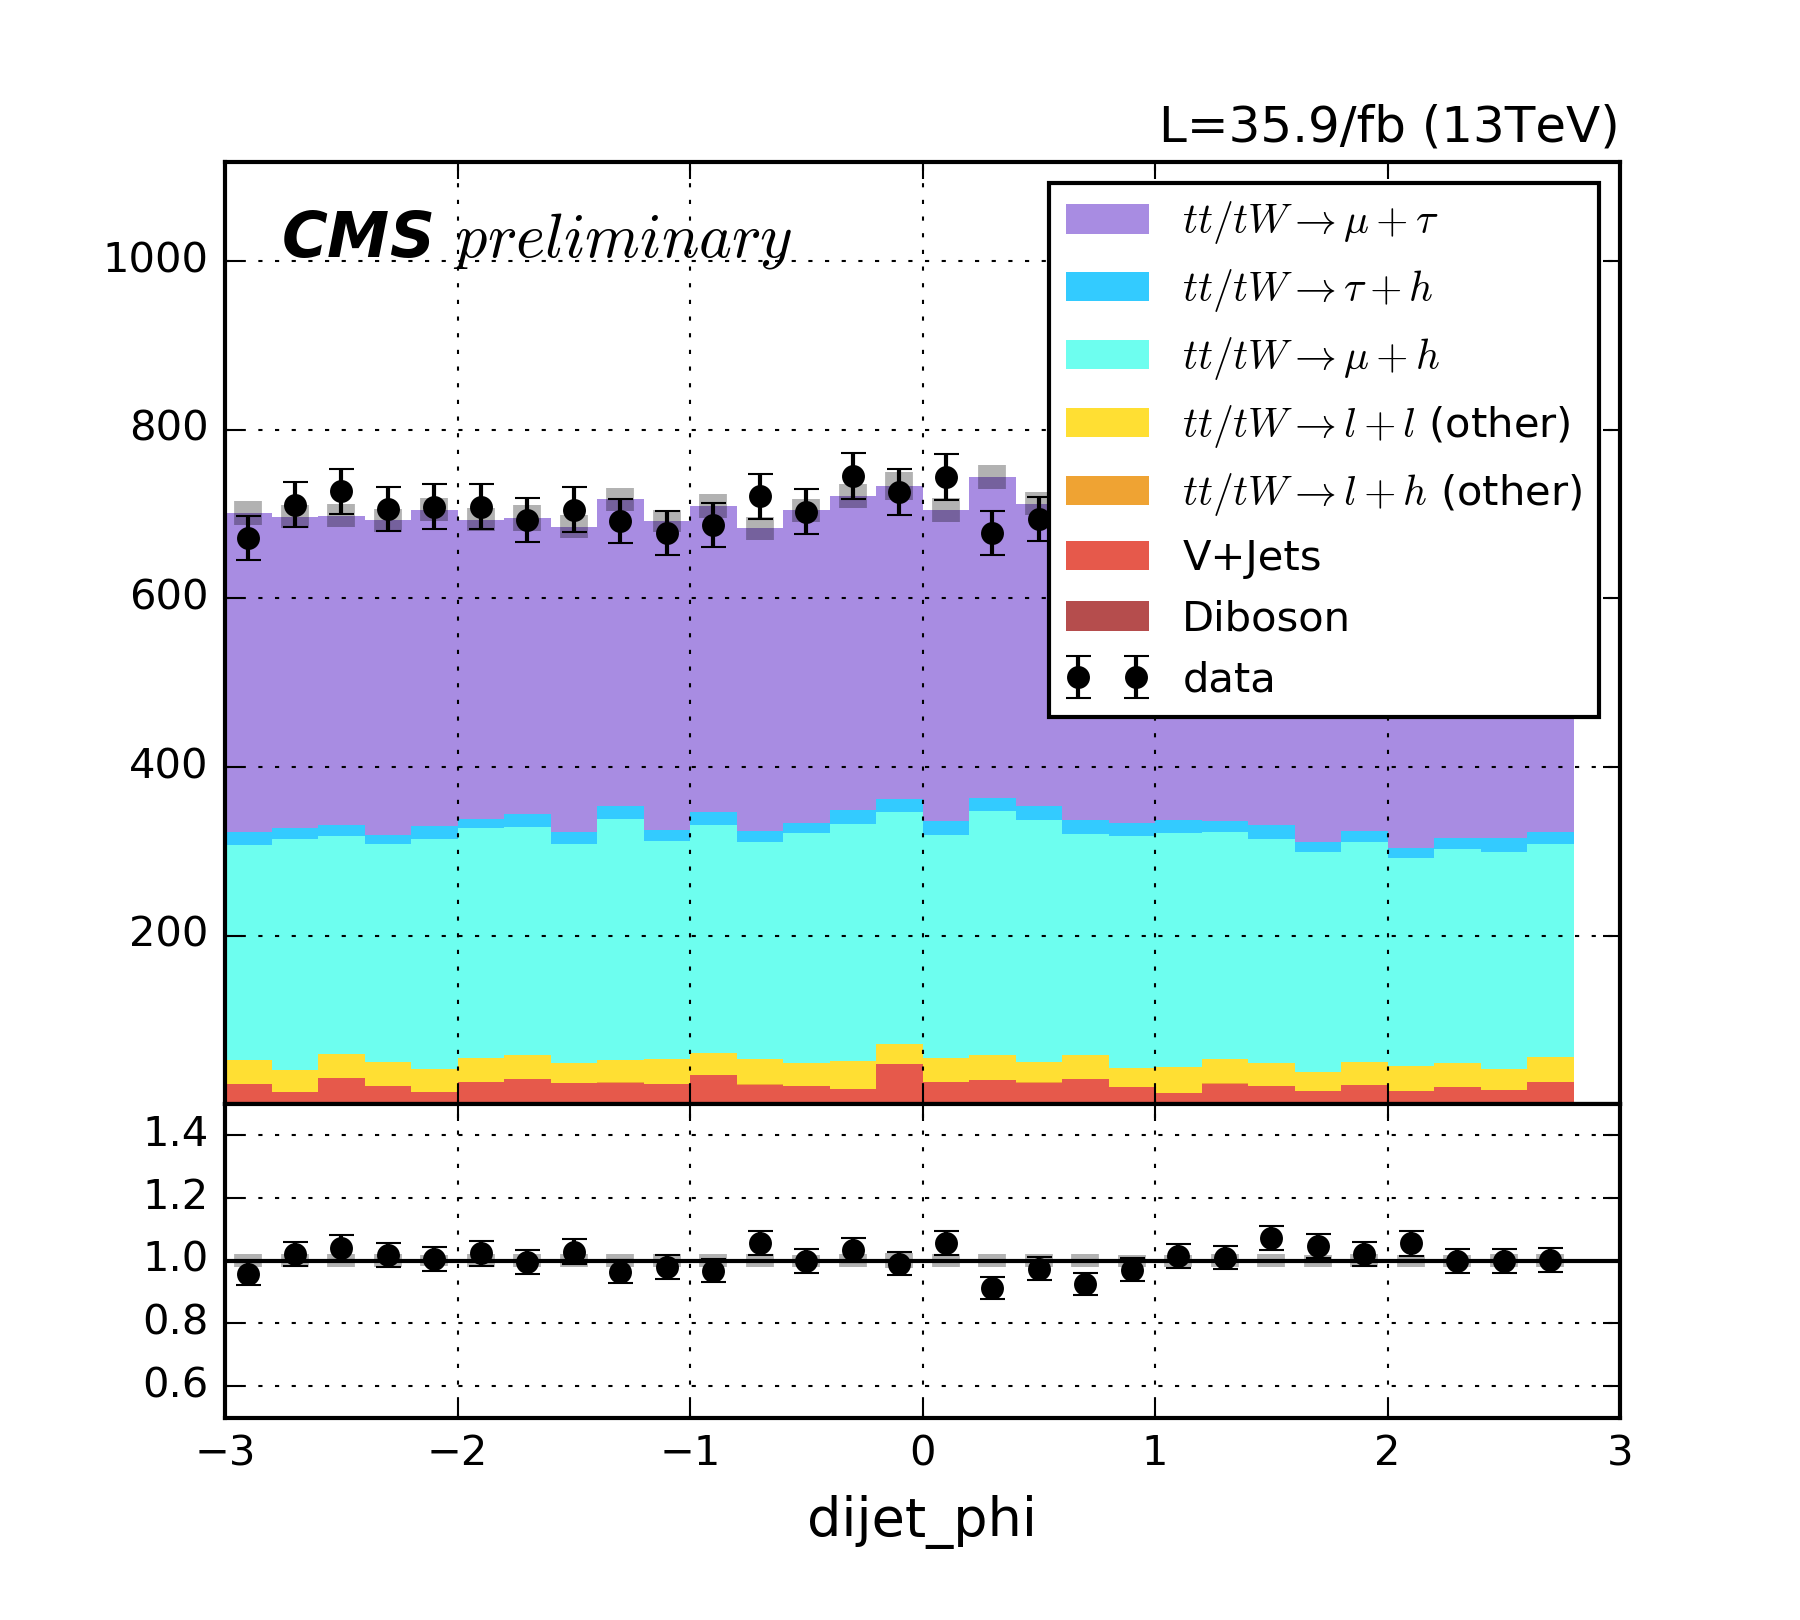 L=35.9/fb (13TeV)
CMS preliminary
1000
800
600
400
200
tt/tW → μ + τ
tt/tW → τ + h
tt/tW → μ + h
tt/tW → l + l (other)
tt/tW → l + h (other)
V+Jets
Diboson
data
1.4
1.2
1.0
0.8
0.6
−3 −2 −1 0 1 2 3
dijet_phi